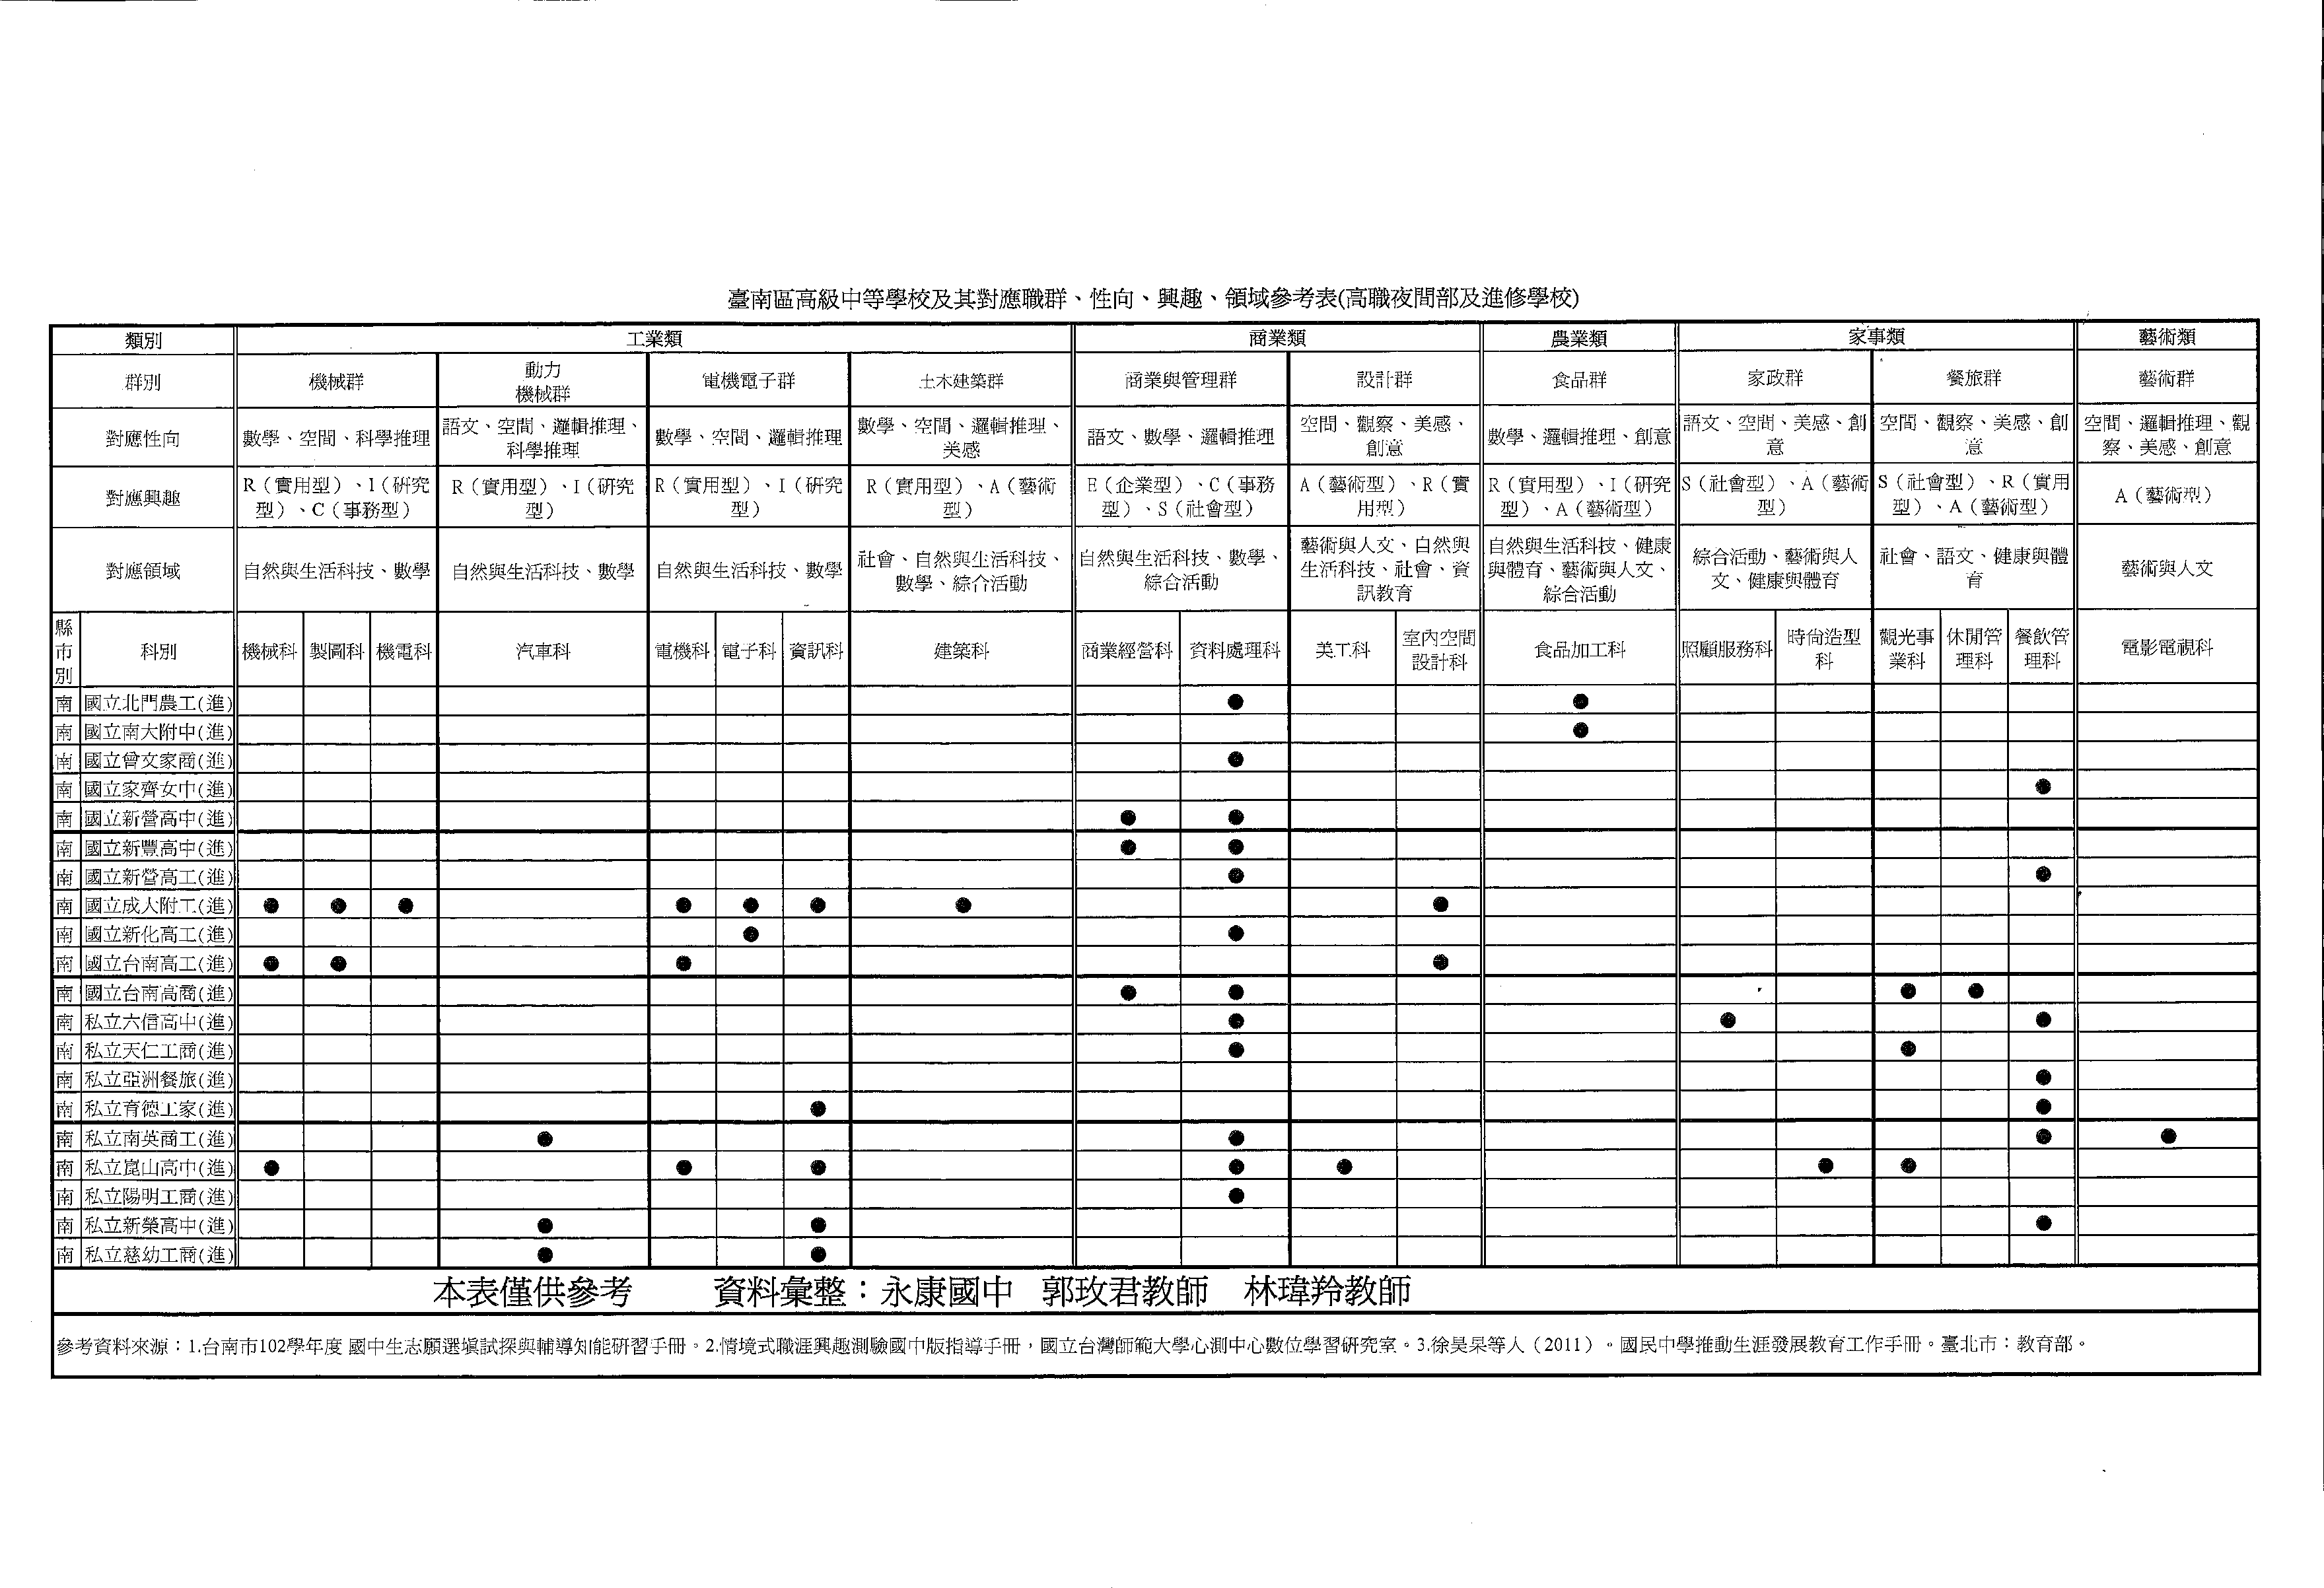 臺南區高級中等學校及其對應職群、性向、興趣、領域參考表(高職夜間部及進修學校)
類別 工業類 商業類 農業類 家事類 藝術類
群別 機械群 動力機械群 電機電子群 土木建築群 商業與管理群 設計群 食品群 家政群 餐旅群 藝術群
對應性向 數學、空間、科學推理 語文、空間、邏輯推理、科學推理 數學、空間、邏輯推理 數學、空間、邏輯推理、美感 語文、數學、邏輯推理 空間、觀察、美感、創意 數學、邏輯推理、創意 語文、空間、美感、創意 空間、觀察、美感、創意 空間、邏輯推理、觀察、美感、創意
對應興趣 R(實用型)、I(研究型)、C(事務型) R(實用型)、I(研究型) R(實用型)、I(研究型) R(實用型)、A(藝術型) E(企業型)、C(事務型)、S(社會型) A(藝術型)、R(實用型) R(實用型)、I(研究型)、A(藝術型) S(社會型)、A(藝術型) S(社會型)、R(實用型)、A(藝術型) A(藝術型)
對應領域 自然與生活科技、數學 自然與生活科技、數學 自然與生活科技、數學 社會、自然與生活科技、數學、綜合活動 自然與生活科技、數學、綜合活動 藝術與人文、自然與生活科技、社會、資訊教育 自然與生活科技、健康與體育、藝術與人文、綜合活動 綜合活動、藝術與人文、健康與體育 社會、語文、健康與體育 藝術與人文
縣市別 科別 機械科 製圖科 機電科 汽車科 電機科 電子科 資訊科 建築科 商業經營科 資料處理科 美工科 室內空間設計科 食品加工科 照顧服務科 時尚造型科 觀光事業科 休閒管理科 餐飲管理科 電影電視科
南 國立北門農工(進) ● ●
南 國立南大附中(進) ●
南 國立曾文家商(進) ●
南 國立家齊女中(進) ●
南 國立新營高中(進) ● ●
南 國立新豐高中(進) ● ●
南 國立新營高工(進) ● ●
南 國立成大附工(進) ● ● ● ● ● ● ● ●
南 國立新化高工(進) ● ●
南 國立台南高工(進) ● ● ● ●
南 國立台南高商(進) ● ● ● ●
南 私立六信高中(進) ● ● ●
南 私立天仁工商(進) ● ●
南 私立亞洲餐旅(進) ●
南 私立育德工家(進) ● ●
南 私立南英商工(進) ● ● ● ●
南 私立崑山高中(進) ● ● ● ● ● ● ●
南 私立陽明工商(進) ●
南 私立新榮高中(進) ● ● ●
南 私立慈幼工商(進) ● ●
本表僅供參考 資料彙整：永康國中 郭玫君教師 林瑋羚教師
參考資料來源：1.台南市102學年度 國中生志願選填試探與輔導知能研習手冊。2.情境式職涯興趣測驗國中版指導手冊，國立台灣師範大學心測中心數位學習研究室。3.徐昊杲等人（2011）。國民中學推動生涯發展教育工作手冊。臺北市：教育部。